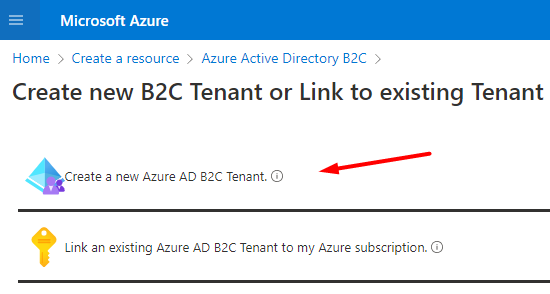 Microsoft Azure
Home > Create a resource > Azure Active Directory B2C >
Create new B2C Tenant or Link to existing Tenant
Create a new Azure AD B2C Tenant.
Link an existing Azure AD B2C Tenant to my Azure subscription.